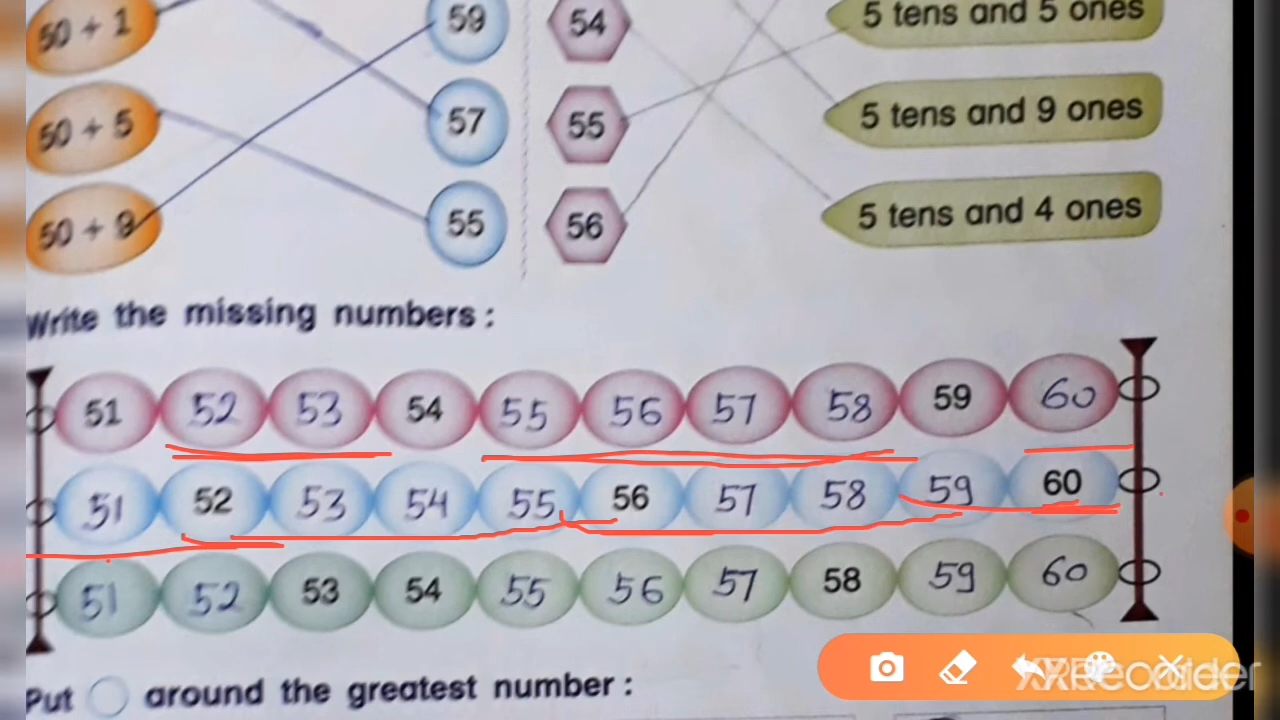 50 + 1 59 54 5 tens and 5 ones
50 + 5 57 55 5 tens and 9 ones
50 + 9 55 56 5 tens and 4 ones
Write the missing numbers :
51 52 53 54 55 56 57 58 59 60
51 52 53 54 55 56 57 58 59 60
51 52 53 54 55 56 57 58 59 60
Put around the greatest number :